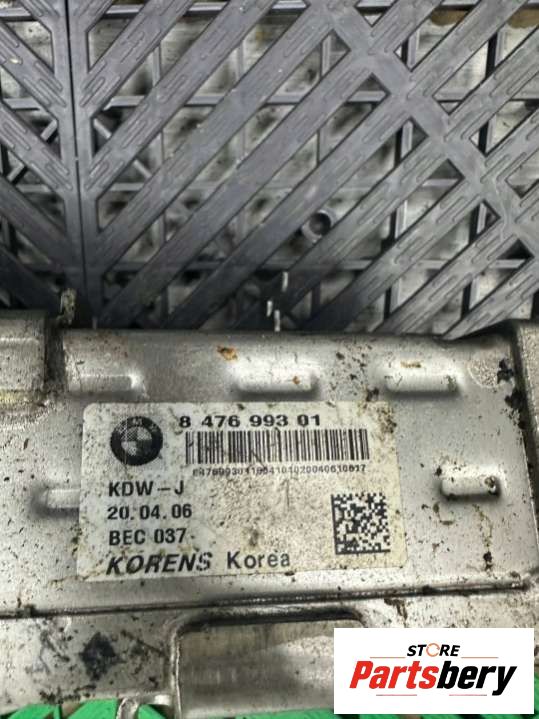 8 476 993 01
KDW-J
20.04.06
BEC 037
KORENS Korea
STORE
Partsbery